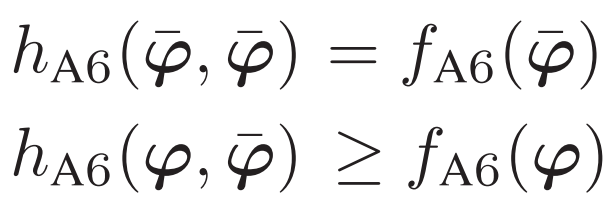 h_A6(φ̄, φ̄) = f_A6(φ̄)
h_A6(φ, φ̄) ≥ f_A6(φ)